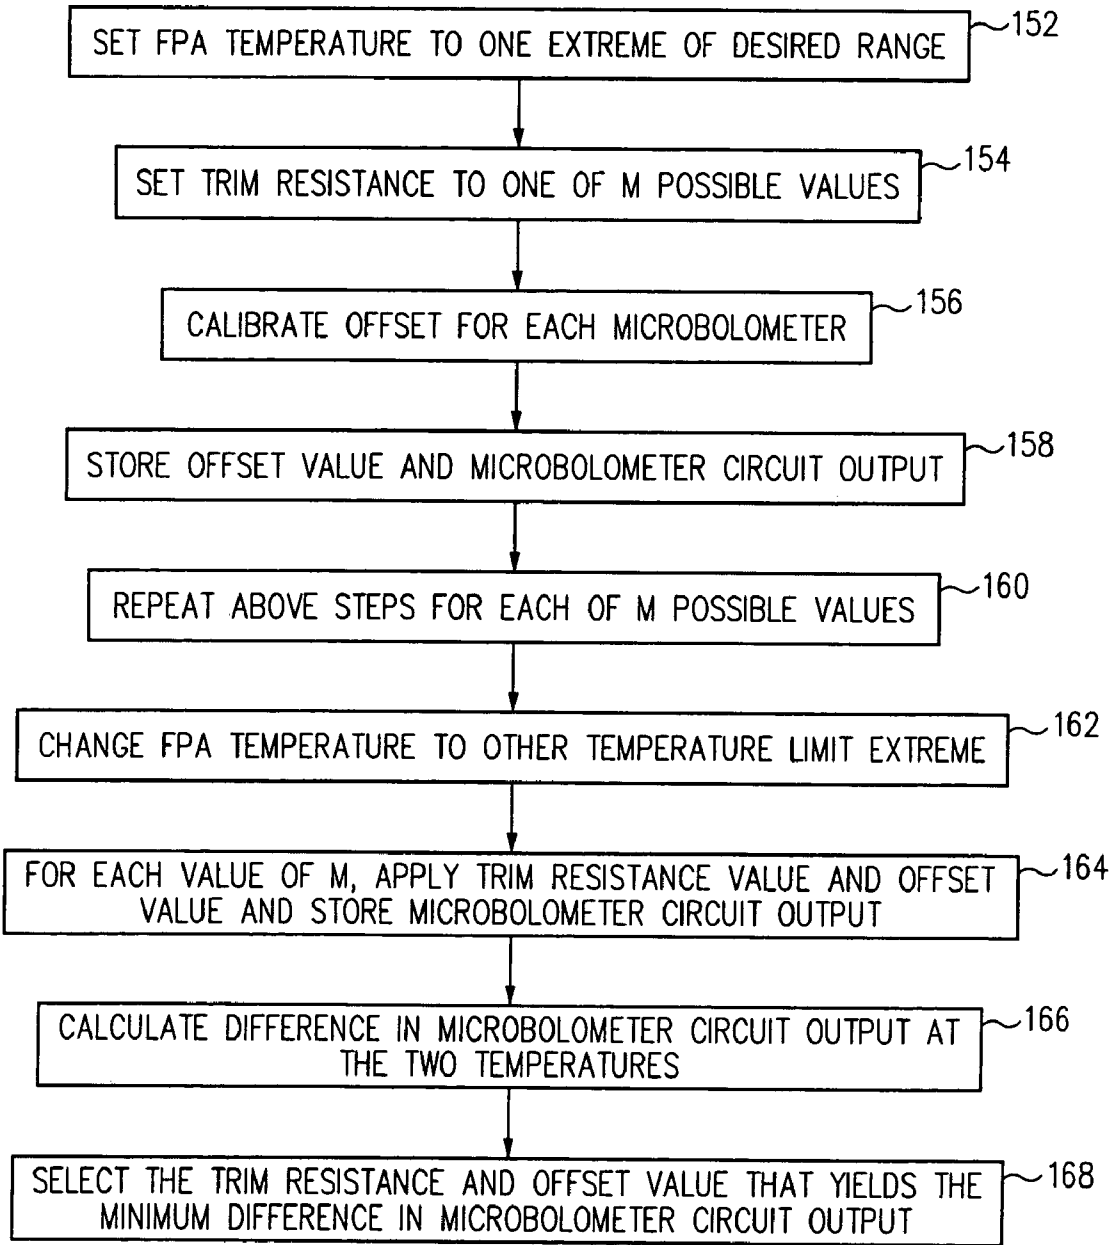 SET FPA TEMPERATURE TO ONE EXTREME OF DESIRED RANGE
152
SET TRIM RESISTANCE TO ONE OF M POSSIBLE VALUES
154
CALIBRATE OFFSET FOR EACH MICROBOLOMETER
156
STORE OFFSET VALUE AND MICROBOLOMETER CIRCUIT OUTPUT
158
REPEAT ABOVE STEPS FOR EACH OF M POSSIBLE VALUES
160
CHANGE FPA TEMPERATURE TO OTHER TEMPERATURE LIMIT EXTREME
162
FOR EACH VALUE OF M, APPLY TRIM RESISTANCE VALUE AND OFFSET
VALUE AND STORE MICROBOLOMETER CIRCUIT OUTPUT
164
CALCULATE DIFFERENCE IN MICROBOLOMETER CIRCUIT OUTPUT AT
THE TWO TEMPERATURES
166
SELECT THE TRIM RESISTANCE AND OFFSET VALUE THAT YIELDS THE
MINIMUM DIFFERENCE IN MICROBOLOMETER CIRCUIT OUTPUT
168